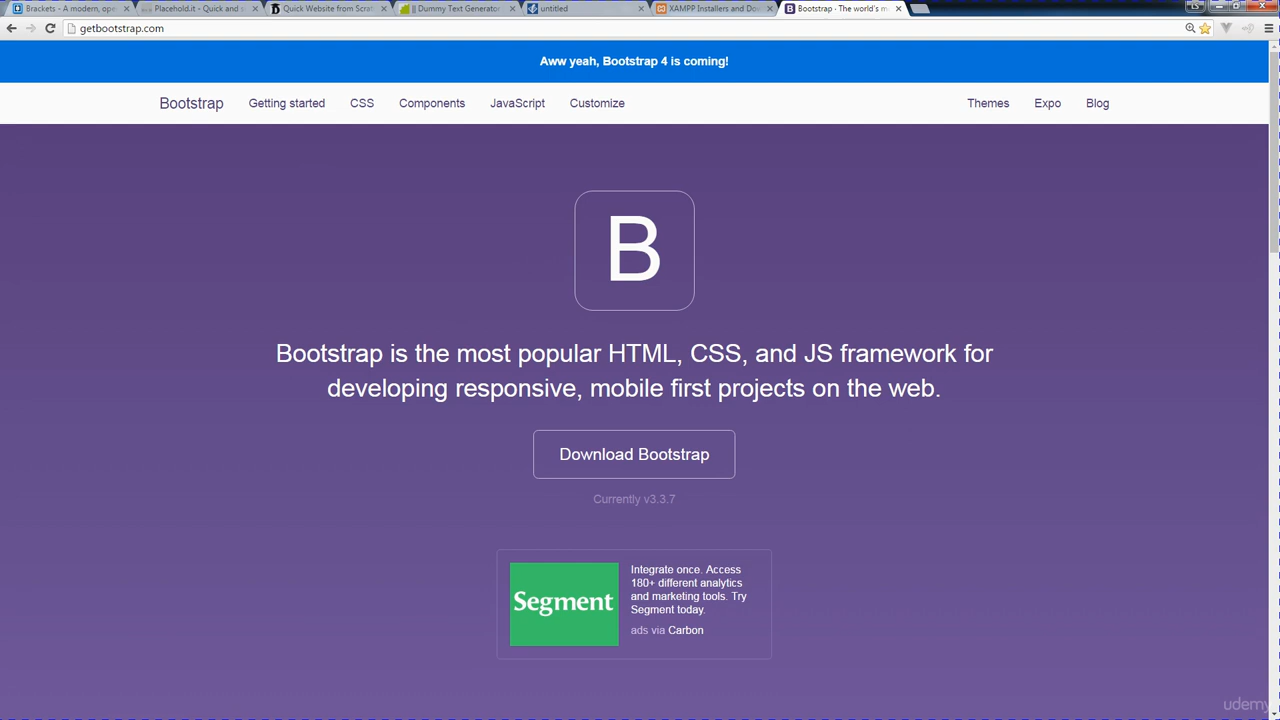 Brackets - A modern, ope
Placehold.it - Quick and s
Quick Website from Scrat
Dummy Text Generator
untitled
XAMPP Installers and Dow
Bootstrap · The world's m
getbootstrap.com
Aww yeah, Bootstrap 4 is coming!
Bootstrap Getting started CSS Components JavaScript Customize Themes Expo Blog
B
Bootstrap is the most popular HTML, CSS, and JS framework for
developing responsive, mobile first projects on the web.
Download Bootstrap
Currently v3.3.7
Segment
Integrate once. Access
180+ different analytics
and marketing tools. Try
Segment today.
ads via Carbon
udemy